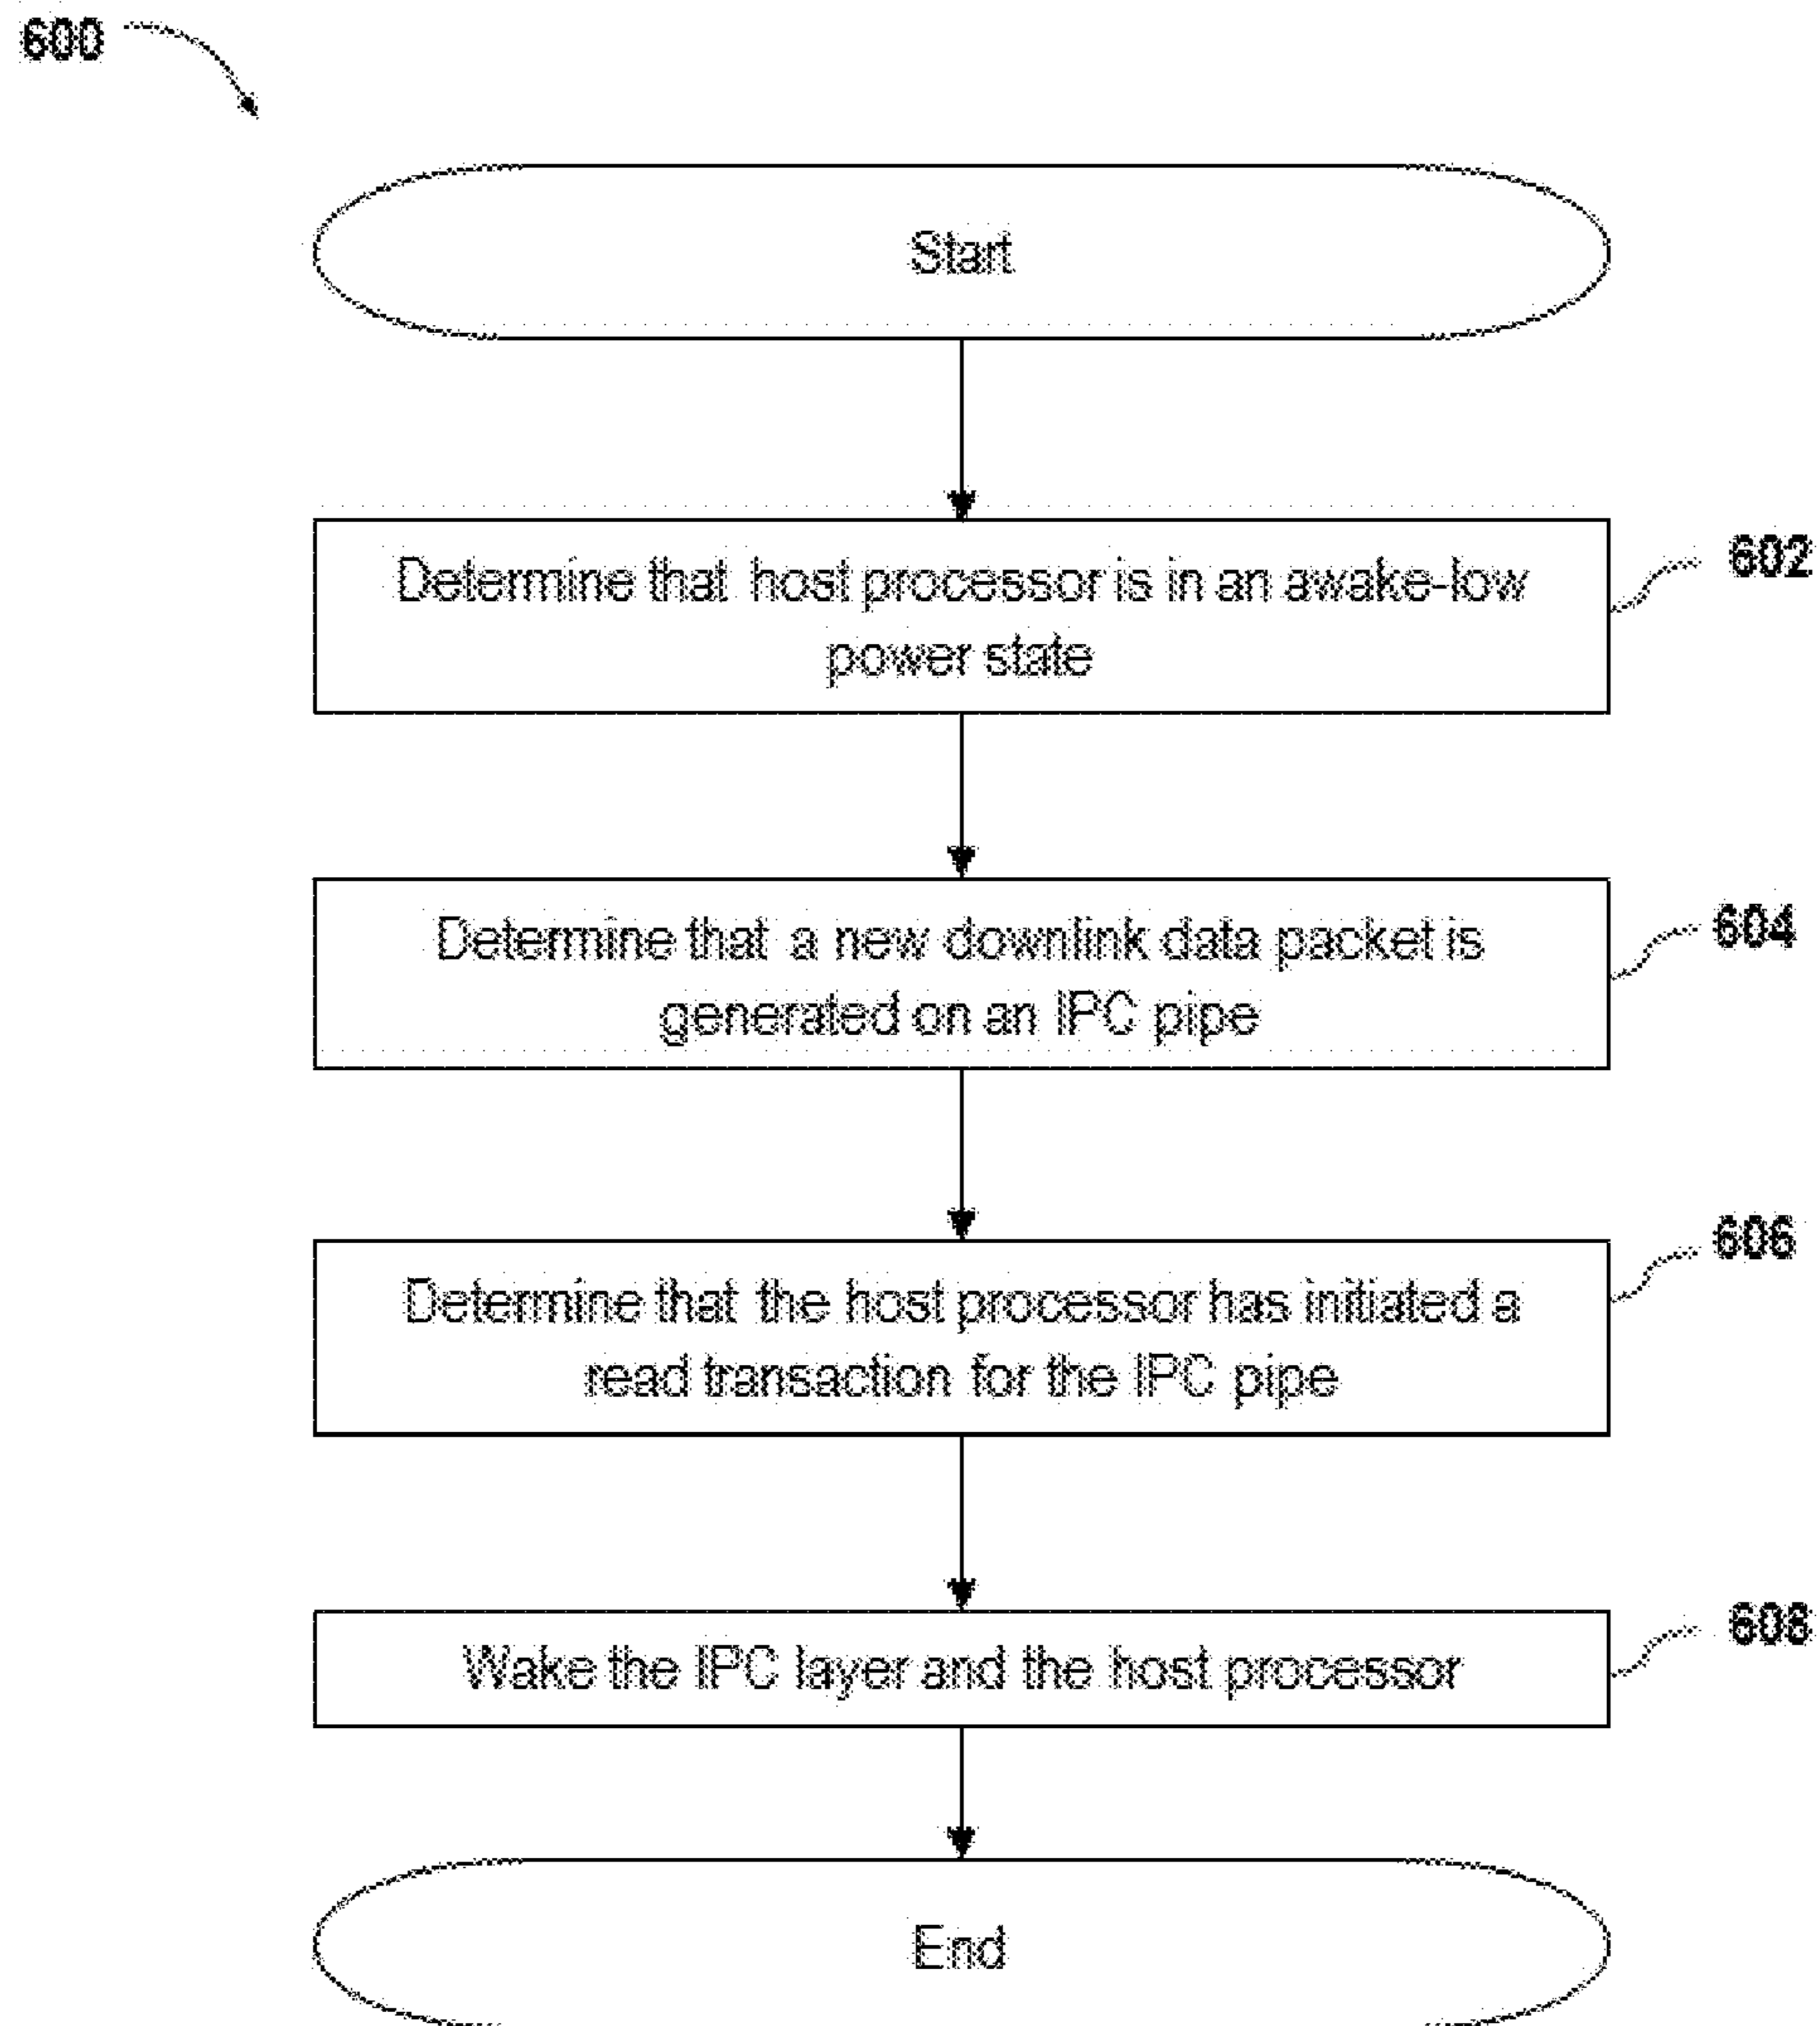 600
Start
Determine that host processor is in an awake-low
power state
602
Determine that a new downlink data packet is
generated on an IPC pipe
604
Determine that the host processor has initiated a
read transaction for the IPC pipe
606
Wake the IPC layer and the host processor
608
End